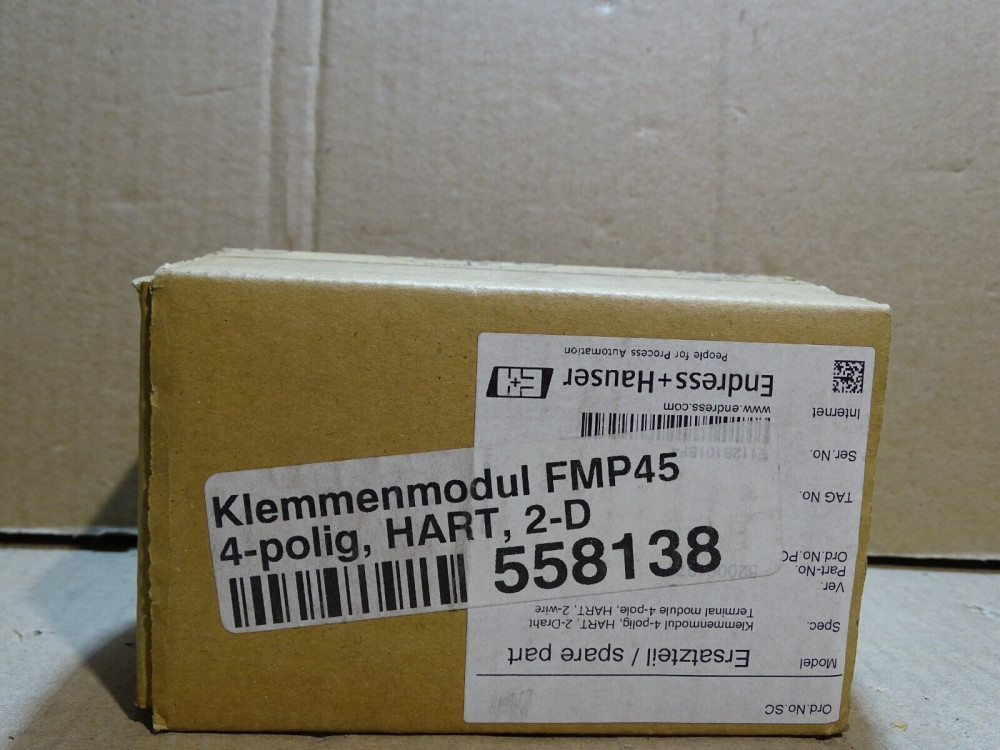 Klemmenmodul FMP45
4-polig, HART, 2-D
558138
Ord.No.SC
Model
Ersatzteil / spare part
Spec.
Klemmenmodul 4-polig, HART, 2-Draht
Terminal module 4-pole, HART, 2-wire
Ver.
Part-No.
Ord.No.PO
TAG No.
Ser.No.
Internet
www.endress.com
Endress+Hauser
E+H
People for Process Automation